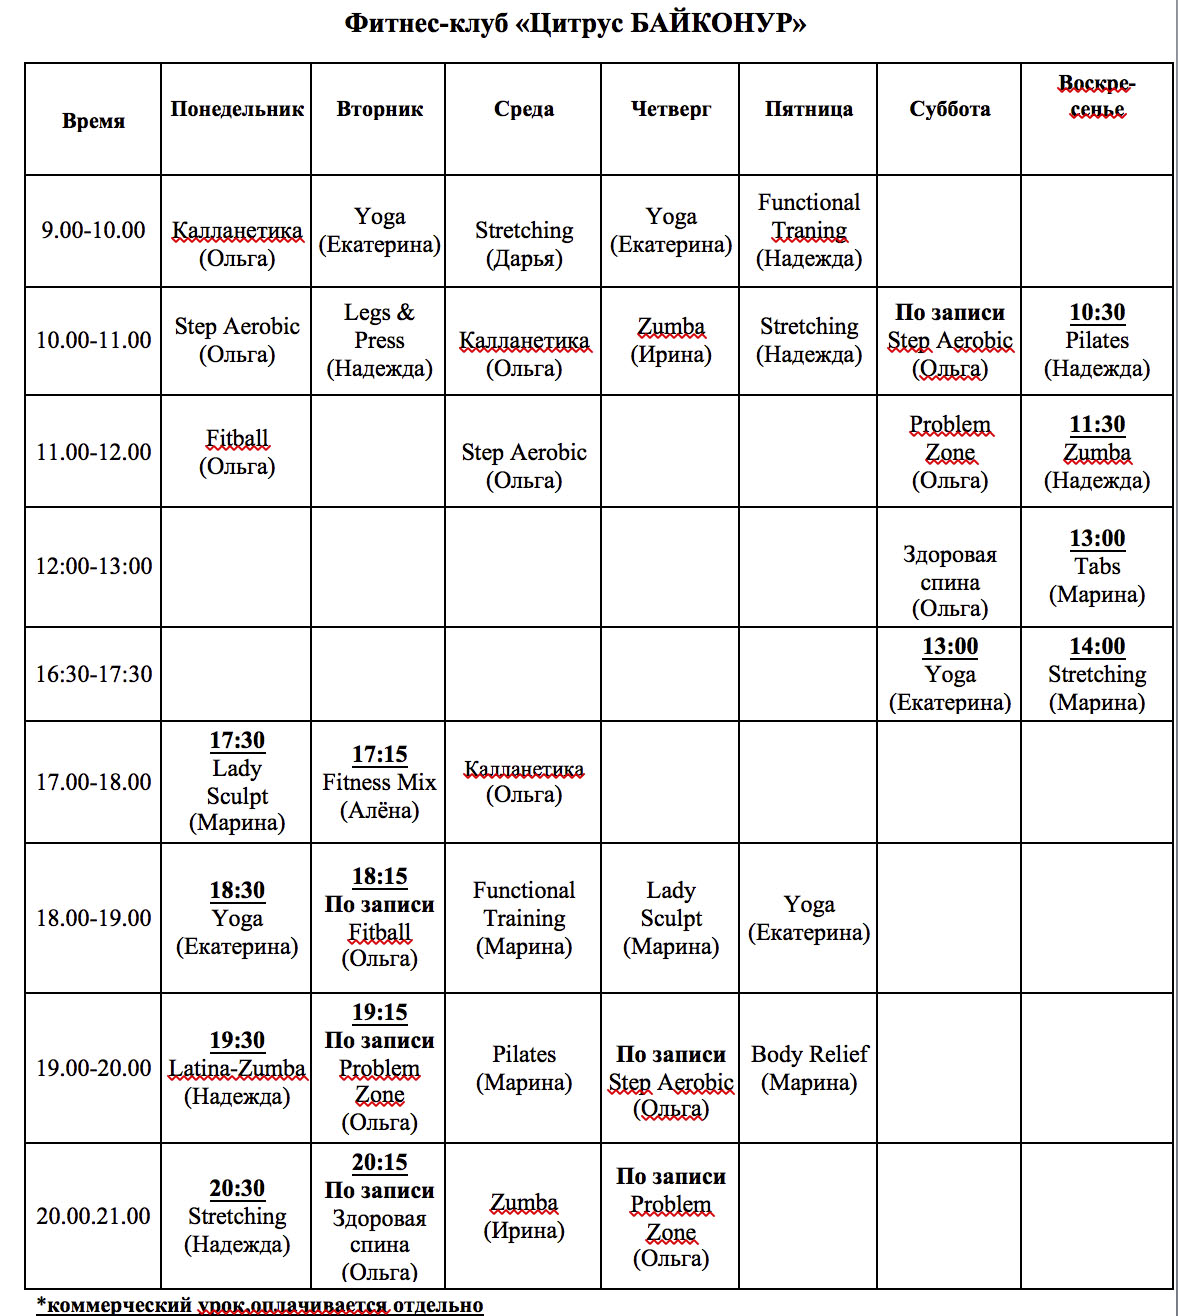 Фитнес-клуб «Цитрус БАЙКОНУР»
Время Понедельник Вторник Среда Четверг Пятница Суббота Воскре-
сенье
9.00-10.00
Калланетика
(Ольга)
Yoga
(Екатерина)
Stretching
(Дарья)
Yoga
(Екатерина)
Functional
Traning
(Надежда)
10.00-11.00
Step Aerobic
(Ольга)
Legs &
Press
(Надежда)
Калланетика
(Ольга)
Zumba
(Ирина)
Stretching
(Надежда)
По записи
Step Aerobic
(Ольга)
10:30
Pilates
(Надежда)
11.00-12.00
Fitball
(Ольга)
Step Aerobic
(Ольга)
Problem
Zone
(Ольга)
11:30
Zumba
(Надежда)
12:00-13:00
Здоровая
спина
(Ольга)
13:00
Tabs
(Марина)
16:30-17:30
13:00
Yoga
(Екатерина)
14:00
Stretching
(Марина)
17.00-18.00
17:30
Lady
Sculpt
(Марина)
17:15
Fitness Mix
(Алёна)
Калланетика
(Ольга)
18.00-19.00
18:30
Yoga
(Екатерина)
18:15
По записи
Fitball
(Ольга)
Functional
Training
(Марина)
Lady
Sculpt
(Марина)
Yoga
(Екатерина)
19.00-20.00
19:30
Latina-Zumba
(Надежда)
19:15
По записи
Problem
Zone
(Ольга)
Pilates
(Марина)
По записи
Step Aerobic
(Ольга)
Body Relief
(Марина)
20.00.21.00
20:30
Stretching
(Надежда)
20:15
По записи
Здоровая
спина
(Ольга)
Zumba
(Ирина)
По записи
Problem
Zone
(Ольга)
*коммерческий урок,оплачивается отдельно